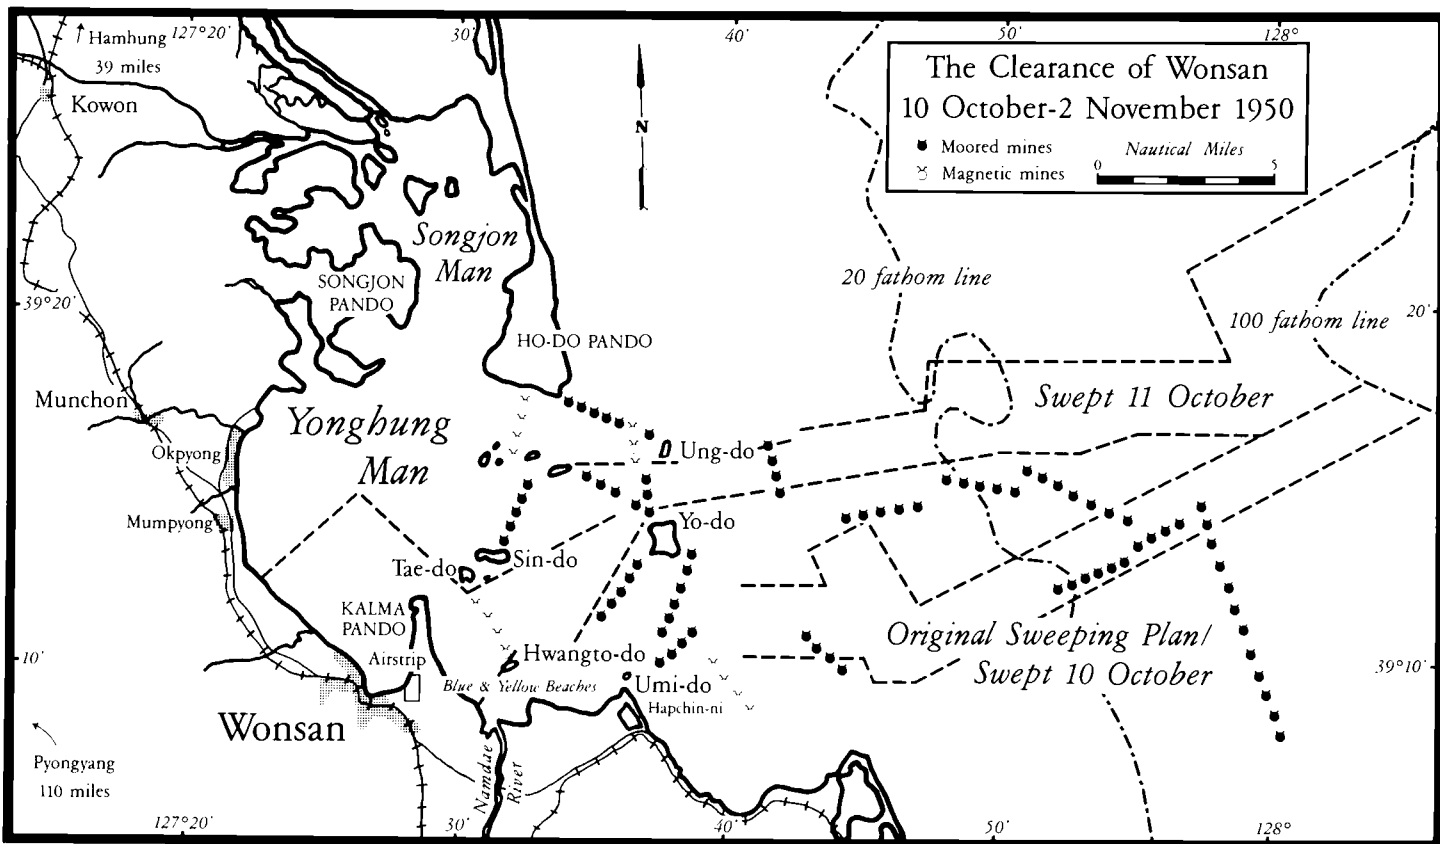 127°20'
30'
40'
50'
128°
Hamhung
39 miles
Kowon
The Clearance of Wonsan
10 October-2 November 1950
Moored mines
Magnetic mines
Nautical Miles
0
5
N
Songjon
Man
SONGJON
PANDO
20 fathom line
39°20'
20'
100 fathom line
HO-DO PANDO
Munchon
Yonghung
Man
Swept 11 October
Okpyong
Ung-do
Mumpyong
Yo-do
Tae-do
Sin-do
KALMA
PANDO
Original Sweeping Plan/
Swept 10 October
10'
Airstrip
Hwangto-do
39°10'
Blue & Yellow Beaches
Umi-do
Hapchin-ni
Wonsan
Namdae
River
Pyongyang
110 miles
127°20'
30'
40'
50'
128°